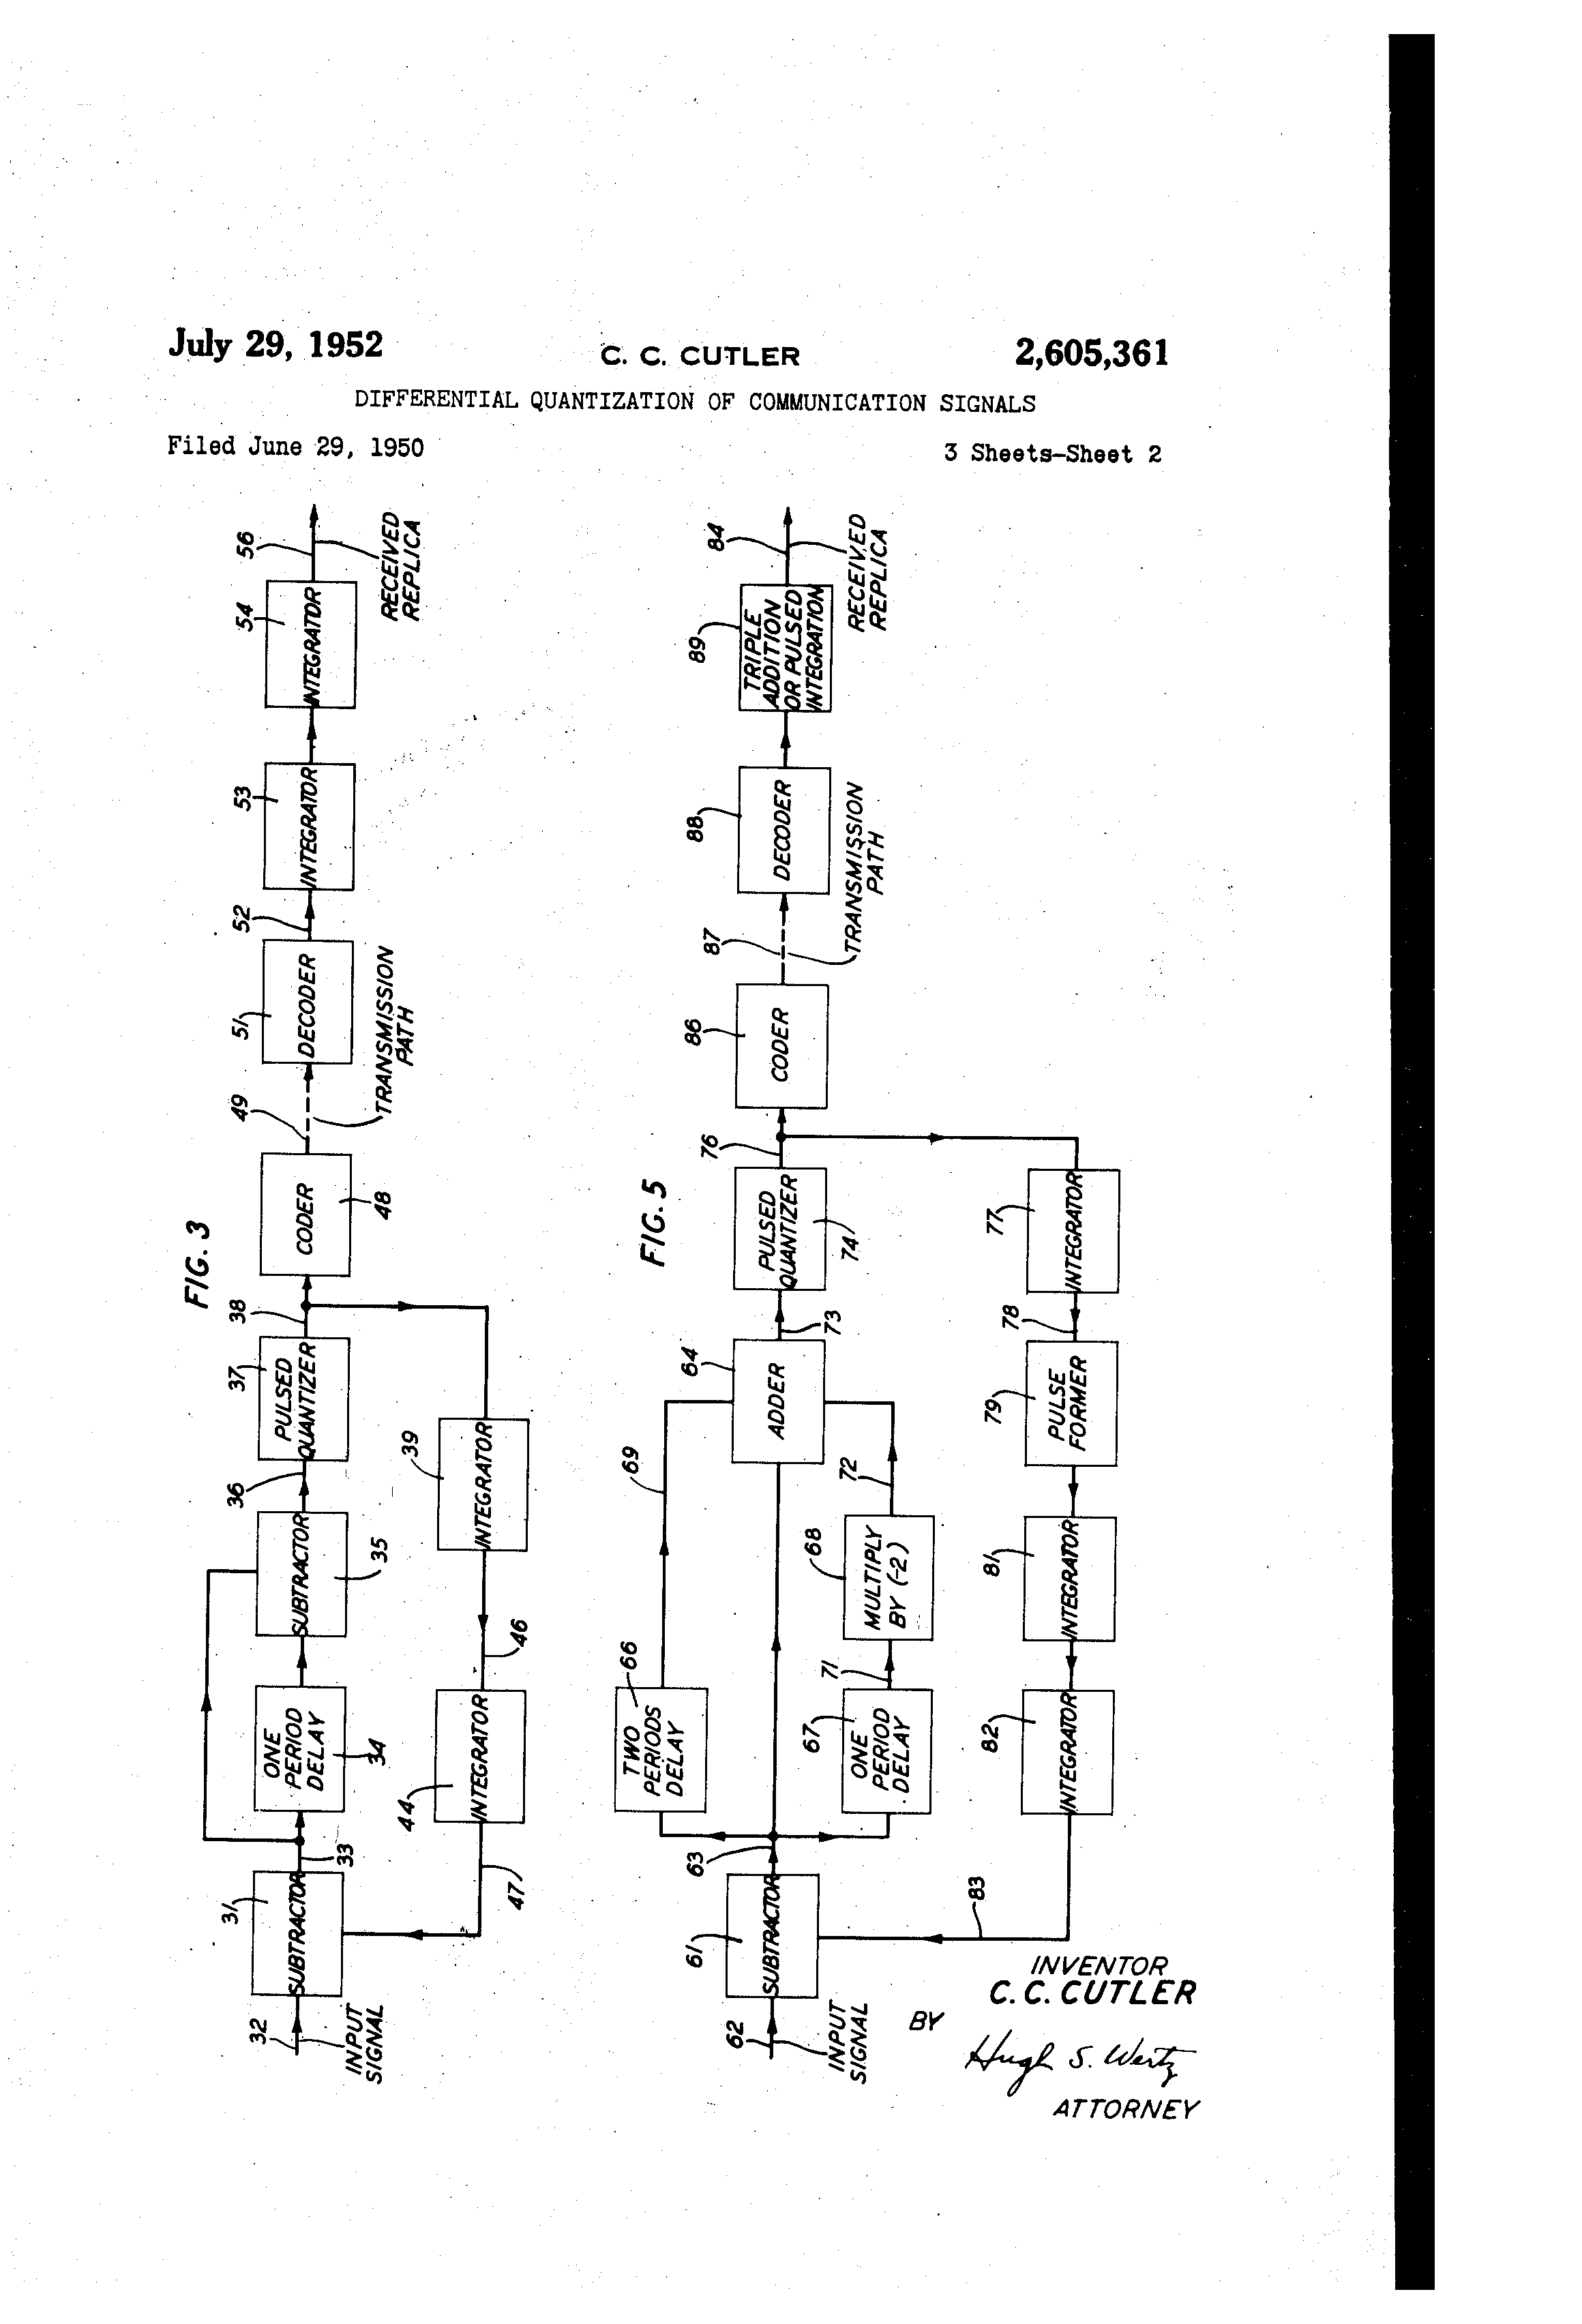 July 29, 1952
C. C. CUTLER
2,605,361
DIFFERENTIAL QUANTIZATION OF COMMUNICATION SIGNALS
Filed June 29, 1950
3 Sheets-Sheet 2
FIG. 3
32
INPUT
SIGNAL
31
SUBTRACTOR
33
ONE
PERIOD
DELAY
34
SUBTRACTOR
35
36
37
PULSED
QUANTIZER
38
CODER
48
49
TRANSMISSION
PATH
51
DECODER
52
53
INTEGRATOR
54
INTEGRATOR
56
RECEIVED
REPLICA
47
44
INTEGRATOR
46
39
INTEGRATOR
FIG. 5
62
INPUT
SIGNAL
61
SUBTRACTOR
63
66
TWO
PERIODS
DELAY
69
67
ONE
PERIOD
DELAY
71
68
MULTIPLY
BY (-2)
72
64
ADDER
73
PULSED
QUANTIZER
74
76
86
CODER
87
TRANSMISSION
PATH
88
DECODER
89
TRIPLE
ADDITION
OR PULSED
INTEGRATION
84
RECEIVED
REPLICA
83
82
INTEGRATOR
81
INTEGRATOR
79
PULSE
FORMER
78
77
INTEGRATOR
INVENTOR
C. C. CUTLER
BY
Hugh S. Wertz
ATTORNEY